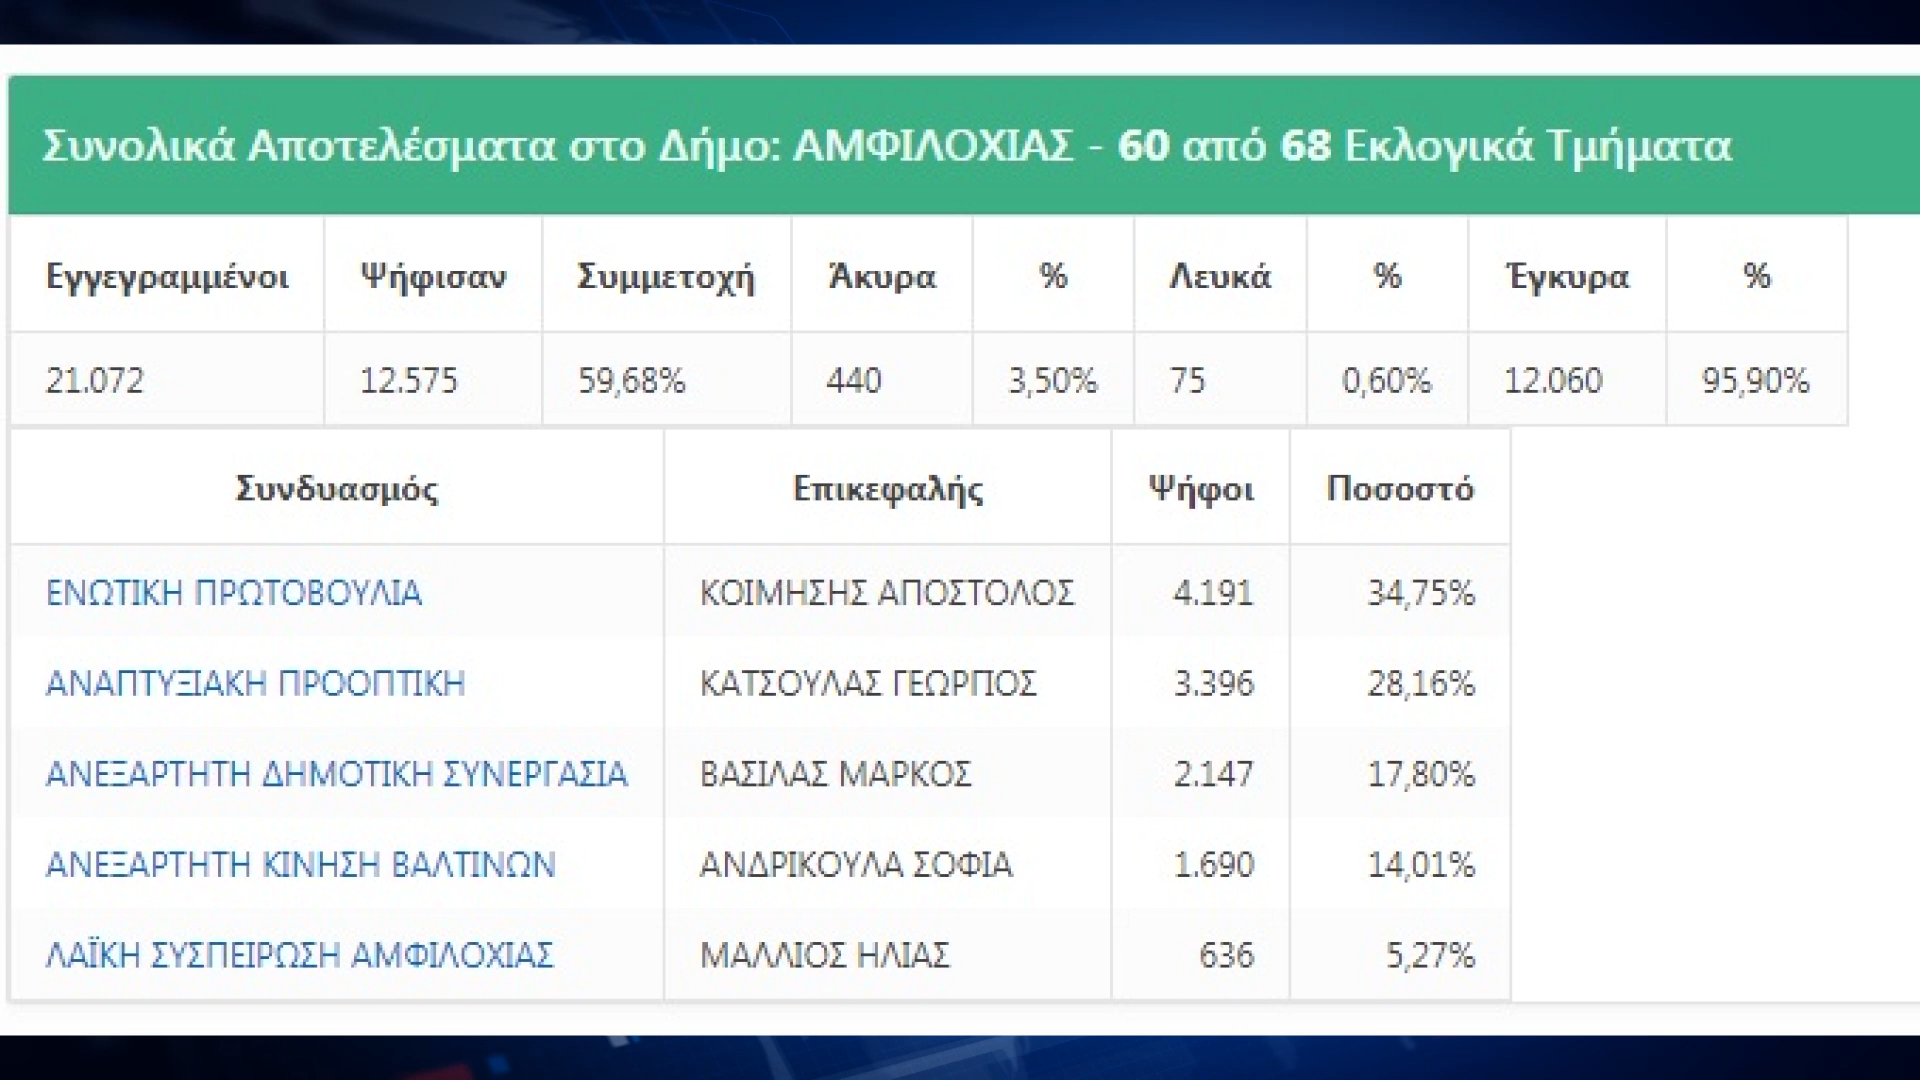 Συνολικά Αποτελέσματα στο Δήμο: ΑΜΦΙΛΟΧΙΑΣ - 60 από 68 Εκλογικά Τμήματα
Εγγεγραμμένοι Ψήφισαν Συμμετοχή Άκυρα % Λευκά % Έγκυρα %
21.072 12.575 59,68% 440 3,50% 75 0,60% 12.060 95,90%
Συνδυασμός Επικεφαλής Ψήφοι Ποσοστό
ΕΝΩΤΙΚΗ ΠΡΩΤΟΒΟΥΛΙΑ ΚΟΙΜΗΣΗΣ ΑΠΟΣΤΟΛΟΣ 4.191 34,75%
ΑΝΑΠΤΥΞΙΑΚΗ ΠΡΟΟΠΤΙΚΗ ΚΑΤΣΟΥΛΑΣ ΓΕΩΡΓΙΟΣ 3.396 28,16%
ΑΝΕΞΑΡΤΗΤΗ ΔΗΜΟΤΙΚΗ ΣΥΝΕΡΓΑΣΙΑ ΒΑΣΙΛΑΣ ΜΑΡΚΟΣ 2.147 17,80%
ΑΝΕΞΑΡΤΗΤΗ ΚΙΝΗΣΗ ΒΑΛΤΙΝΩΝ ΑΝΔΡΙΚΟΥΛΑ ΣΟΦΙΑ 1.690 14,01%
ΛΑΪΚΗ ΣΥΣΠΕΙΡΩΣΗ ΑΜΦΙΛΟΧΙΑΣ ΜΑΛΛΙΟΣ ΗΛΙΑΣ 636 5,27%